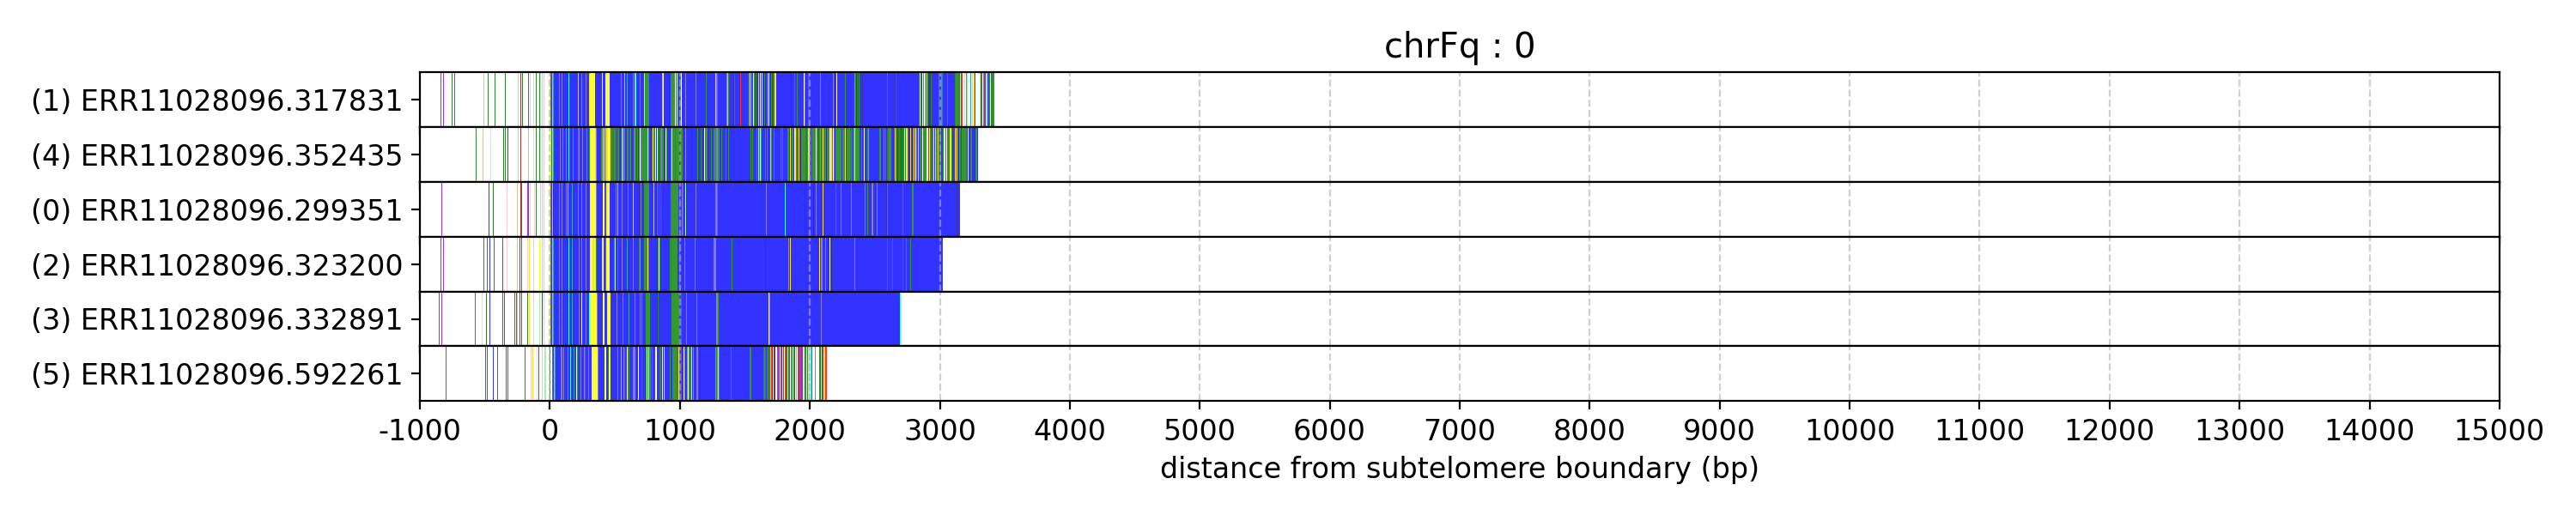 chrFq : 0
(1) ERR11028096.317831
(4) ERR11028096.352435
(0) ERR11028096.299351
(2) ERR11028096.323200
(3) ERR11028096.332891
(5) ERR11028096.592261
-1000 0 1000 2000 3000 4000 5000 6000 7000 8000 9000 10000 11000 12000 13000 14000 15000
distance from subtelomere boundary (bp)